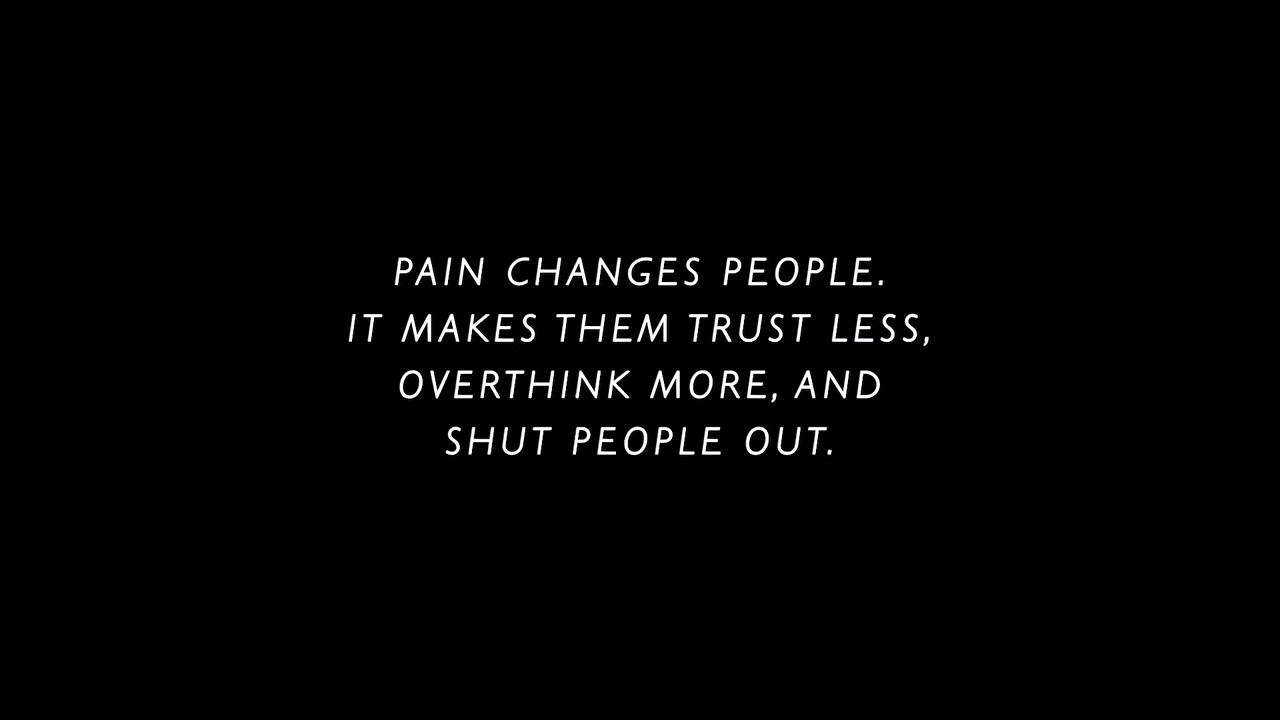 PAIN CHANGES PEOPLE.
IT MAKES THEM TRUST LESS,
OVERTHINK MORE, AND
SHUT PEOPLE OUT.